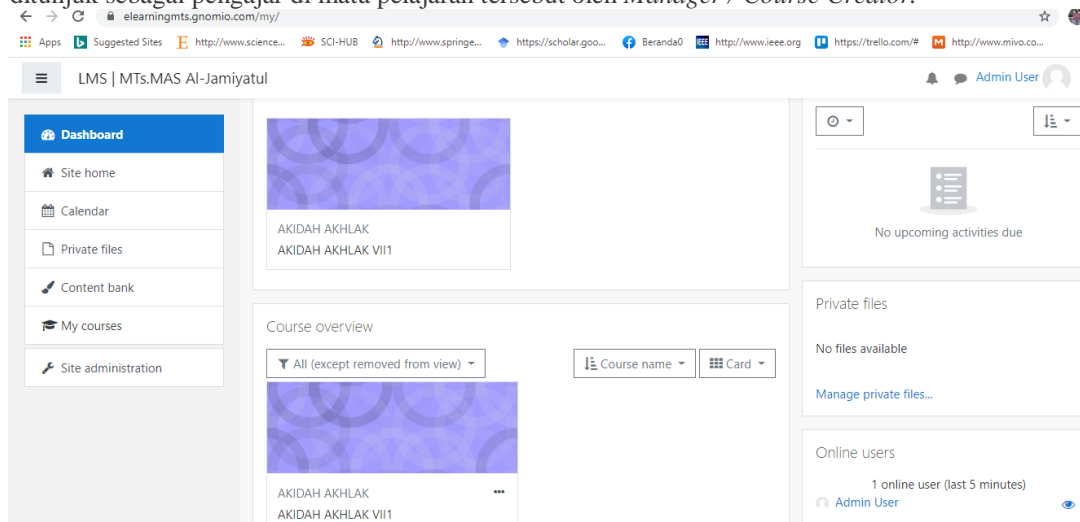 ditunjuk sebagai pengajar di mata pelajaran tersebut oleh Manager / Course Creator.
elearningmts.gnomio.com/my/
Apps Suggested Sites http://www.science... SCI-HUB http://www.springe... https://scholar.goo... Beranda0 http://www.ieee.org https://trello.com/# http://www.mivo.co...
LMS | MTs.MAS Al-Jamiyatul
Admin User
Dashboard
Site home
Calendar
Private files
Content bank
My courses
Site administration
AKIDAH AKHLAK
AKIDAH AKHLAK VII1
Course overview
All (except removed from view)
Course name
Card
AKIDAH AKHLAK
AKIDAH AKHLAK VII1
No upcoming activities due
Private files
No files available
Manage private files...
Online users
1 online user (last 5 minutes)
Admin User